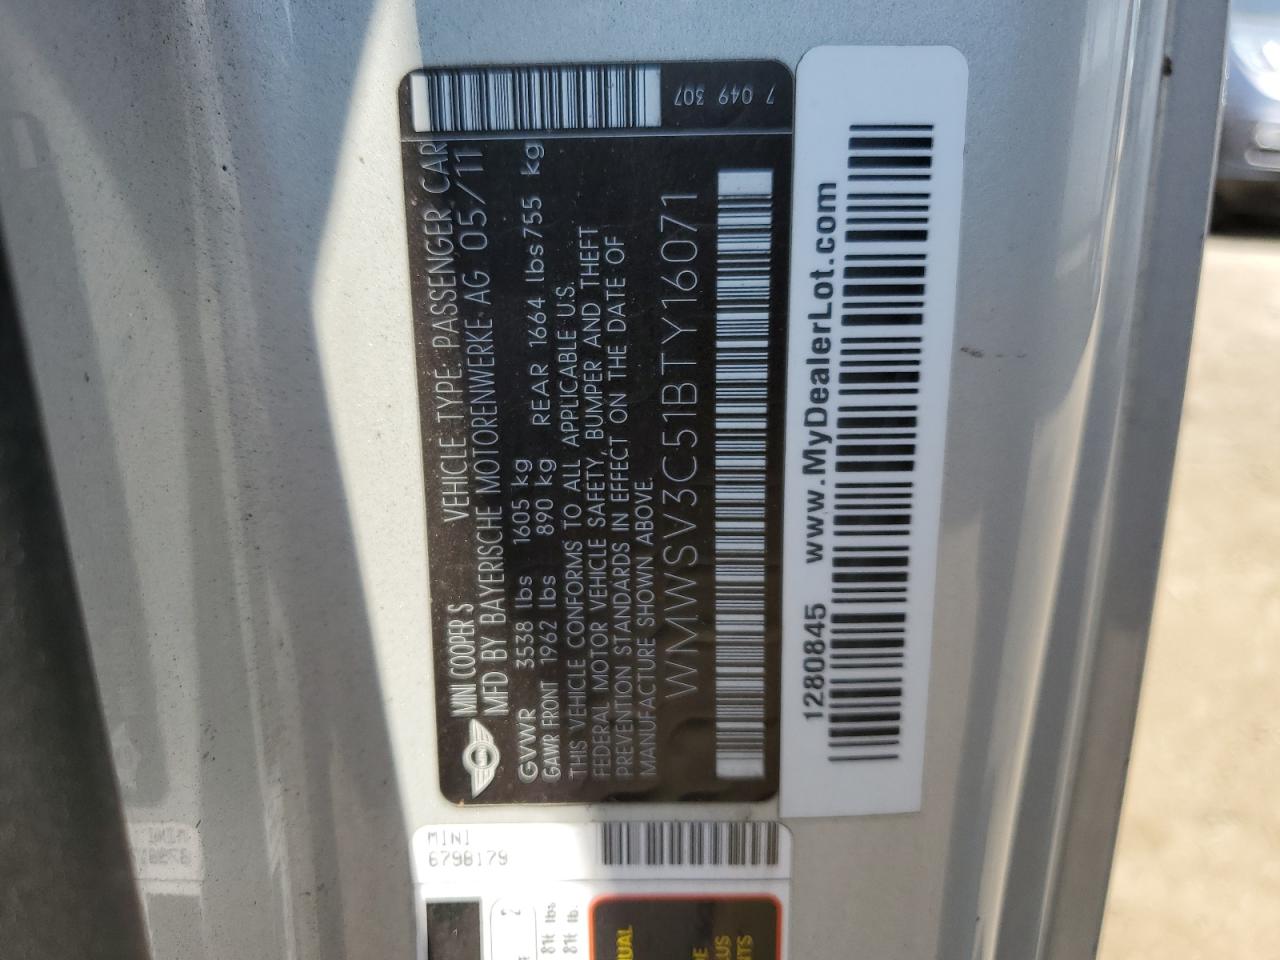 MINI COOPER S VEHICLE TYPE: PASSENGER CAR
MFD BY BAYERISCHE MOTORENWERKE AG 05/11
GVWR 3538 lbs 1605 kg
GAWR FRONT 1962 lbs 890 kg REAR 1664 lbs 755 kg
THIS VEHICLE CONFORMS TO ALL APPLICABLE U.S.
FEDERAL MOTOR VEHICLE SAFETY, BUMPER AND THEFT
PREVENTION STANDARDS IN EFFECT ON THE DATE OF
MANUFACTURE SHOWN ABOVE.
WMWSV3C51BTY16071
7 049 307
1280845 www.MyDealerLot.com
MINI
6798179
2